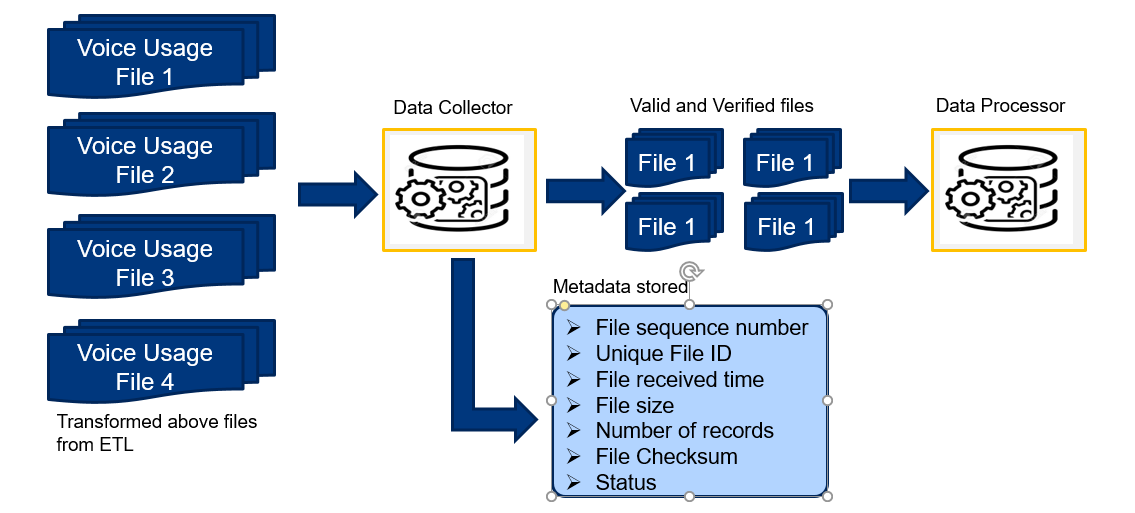 Voice Usage
File 1
Voice Usage
File 2
Voice Usage
File 3
Voice Usage
File 4
Transformed above files
from ETL
Data Collector
Valid and Verified files
File 1
File 1
File 1
File 1
Data Processor
Metadata stored
File sequence number
Unique File ID
File received time
File size
Number of records
File Checksum
Status